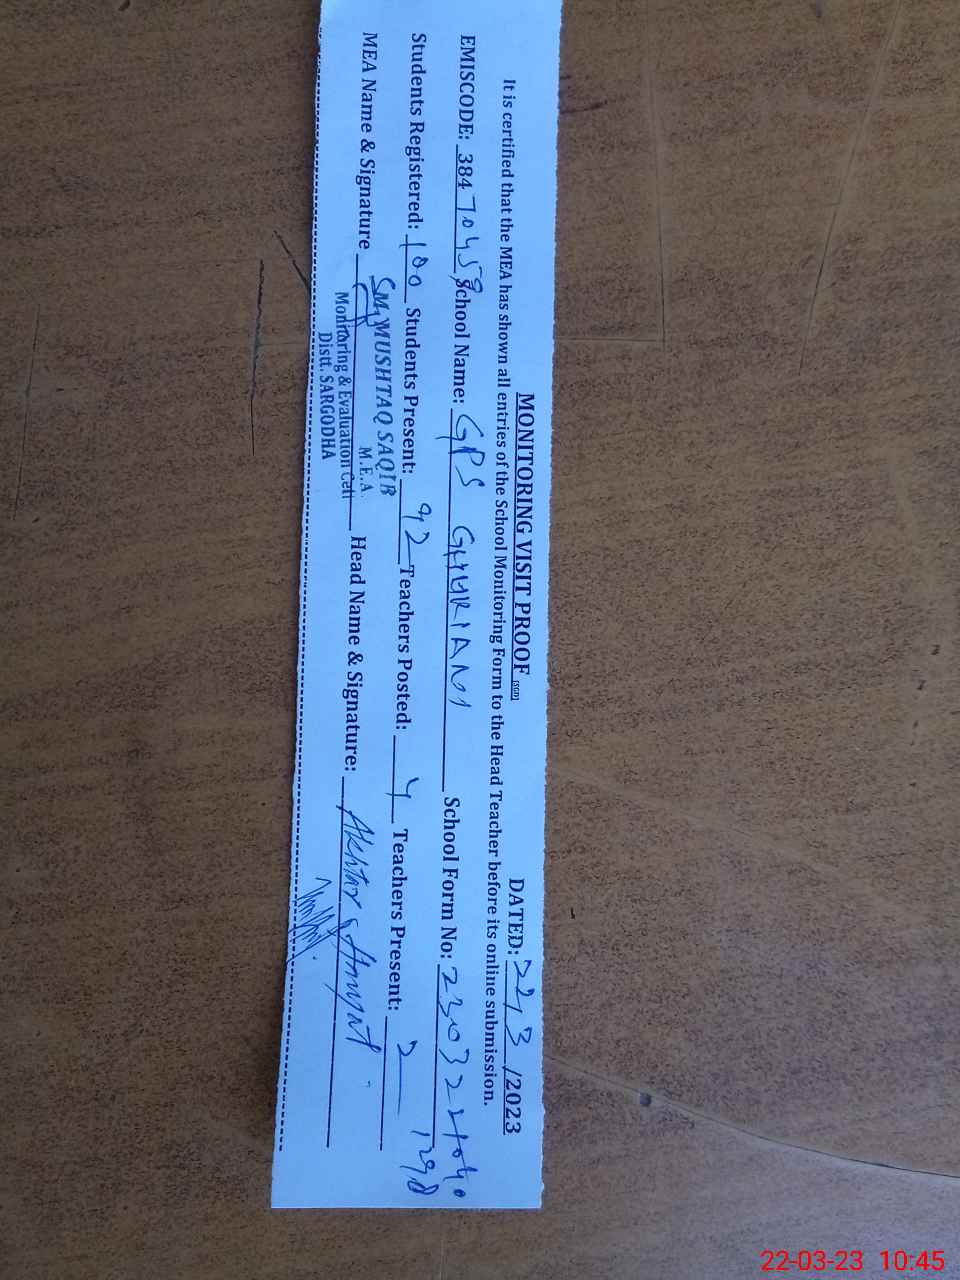 MONITORING VISIT PROOF [SGD] DATED: 22/3/2023
It is certified that the MEA has shown all entries of the School Monitoring Form to the Head Teacher before its online submission.
EMISCODE: 38470459 School Name: GPS School Form No:
Students Registered: 100 Students Present: 92 Teachers Posted: 4 Teachers Present: 2
MEA Name & Signature Head Name & Signature: Akhtar
MUSHTAQ SAQIB
M.E.A.
Monitoring & Evaluation Cell
Distt. SARGODHA
22-03-23 10:45